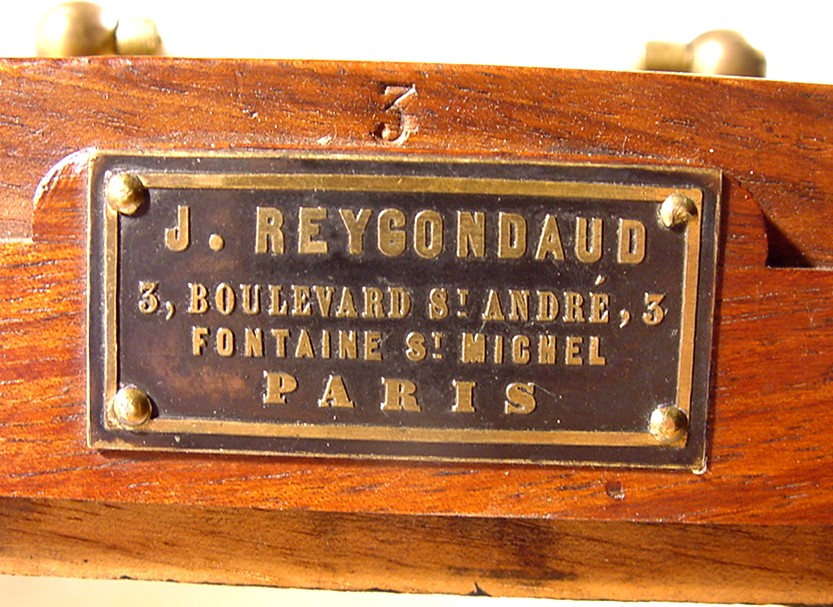 3
J. REYGONDAUD
3, BOULEVARD ST ANDRÉ, 3
FONTAINE ST MICHEL
PARIS